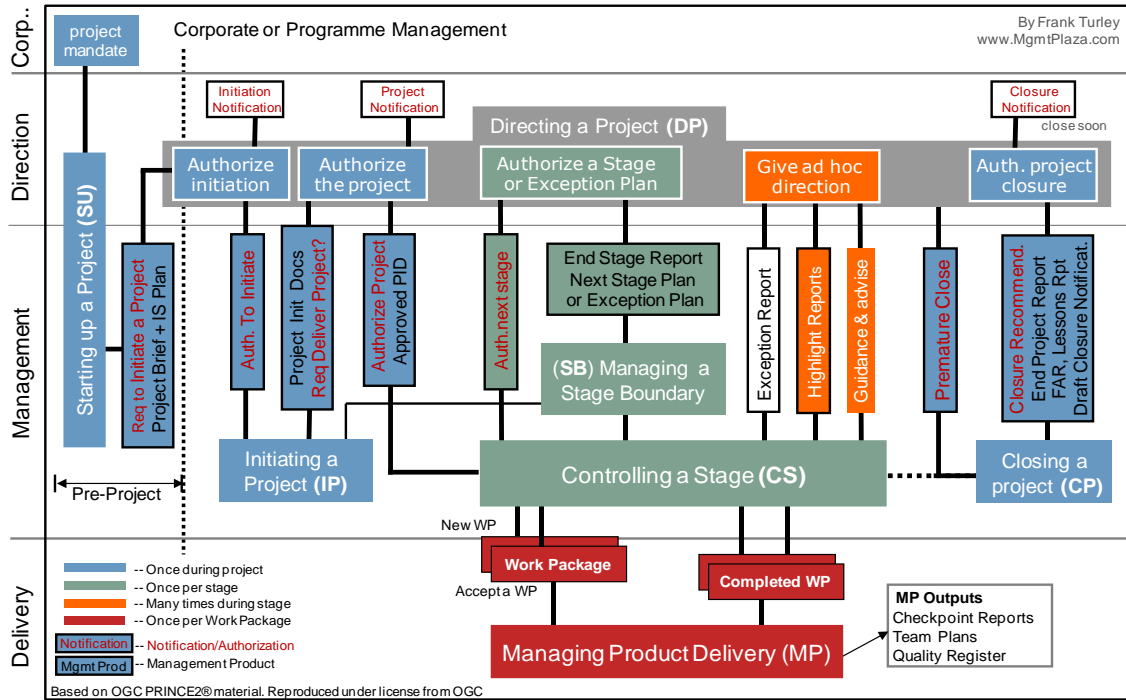 Corp..
project
mandate
Corporate or Programme Management
By Frank Turley
www.MgmtPlaza.com
Direction
Initiation
Notification
Project
Notification
Closure
Notification
close soon
Directing a Project (DP)
Authorize
initiation
Authorize
the project
Authorize a Stage
or Exception Plan
Give ad hoc
direction
Auth. project
closure
Management
Starting up a Project (SU)
Req to Initiate a Project
Project Brief + IS Plan
Auth. To Initiate
Project Init Docs
Req Deliver Project?
Authorize Project
Approved PID
Auth.next stage
End Stage Report
Next Stage Plan
or Exception Plan
Exception Report
Highlight Reports
Guidance & advise
Premature Close
Closure Recommend.
End Project Report
FAR, Lessons Rpt
Draft Closure Notificat.
(SB) Managing a
Stage Boundary
Initiating a
Project (IP)
Controlling a Stage (CS)
Closing a
project (CP)
Pre-Project
Delivery
New WP
Work Package
Accept a WP
Completed WP
Managing Product Delivery (MP)
MP Outputs
Checkpoint Reports
Team Plans
Quality Register
-- Once during project
-- Once per stage
-- Many times during stage
-- Once per Work Package
Notification -- Notification/Authorization
Mgmt Prod -- Management Product
Based on OGC PRINCE2® material. Reproduced under license from OGC